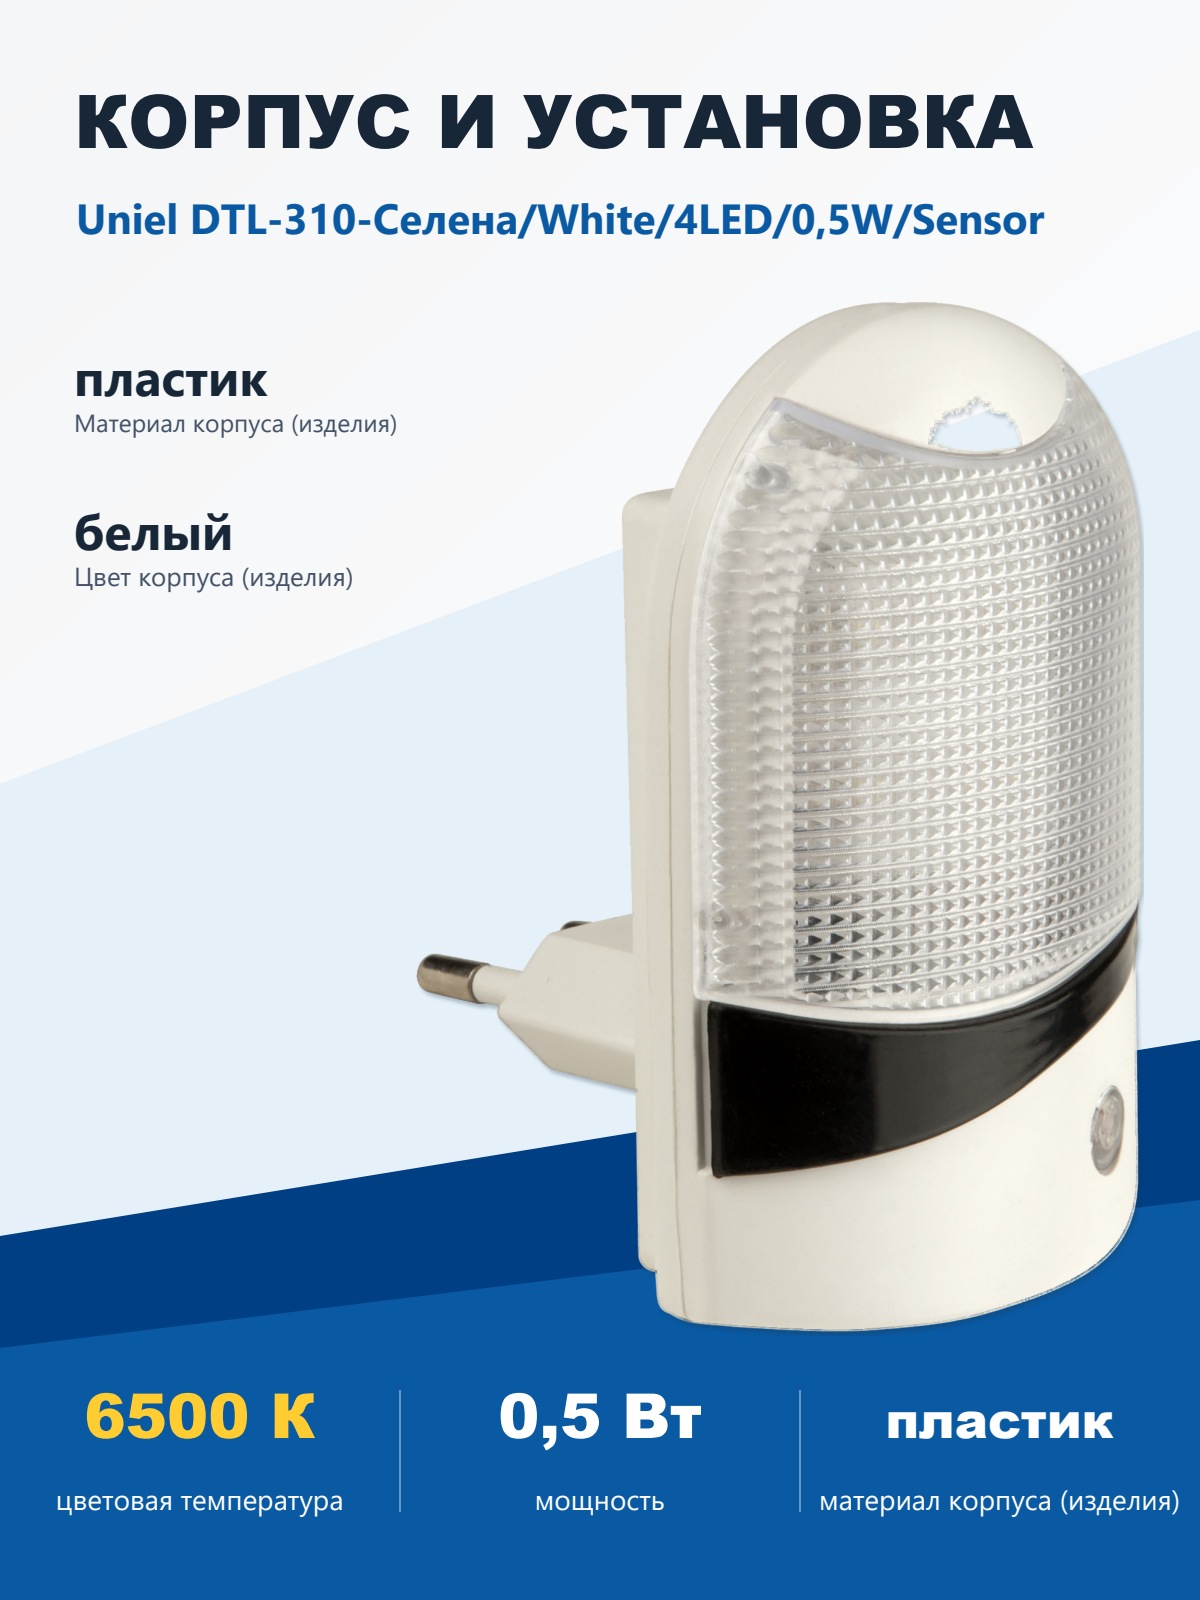 КОРПУС И УСТАНОВКА
Uniel DTL-310-Селена/White/4LED/0,5W/Sensor
пластик
Материал корпуса (изделия)
белый
Цвет корпуса (изделия)
6500 К
цветовая температура
0,5 Вт
мощность
пластик
материал корпуса (изделия)